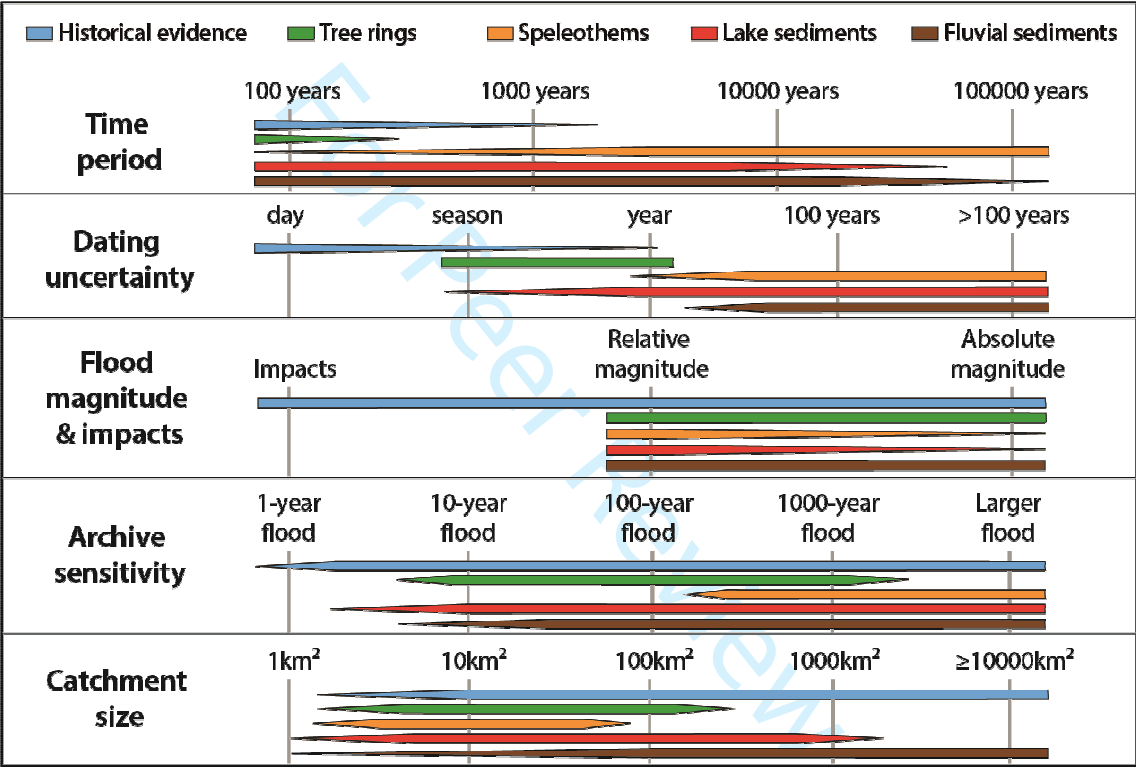 Historical evidence Tree rings Speleothems Lake sediments Fluvial sediments
100 years 1000 years 10000 years 100000 years
Time
period
day season year 100 years >100 years
Dating
uncertainty
Relative Absolute
Impacts magnitude magnitude
Flood
magnitude
& impacts
1-year 10-year 100-year 1000-year Larger
flood flood flood flood flood
Archive
sensitivity
1km² 10km² 100km² 1000km² ≥10000km²
Catchment
size
For Peer Review